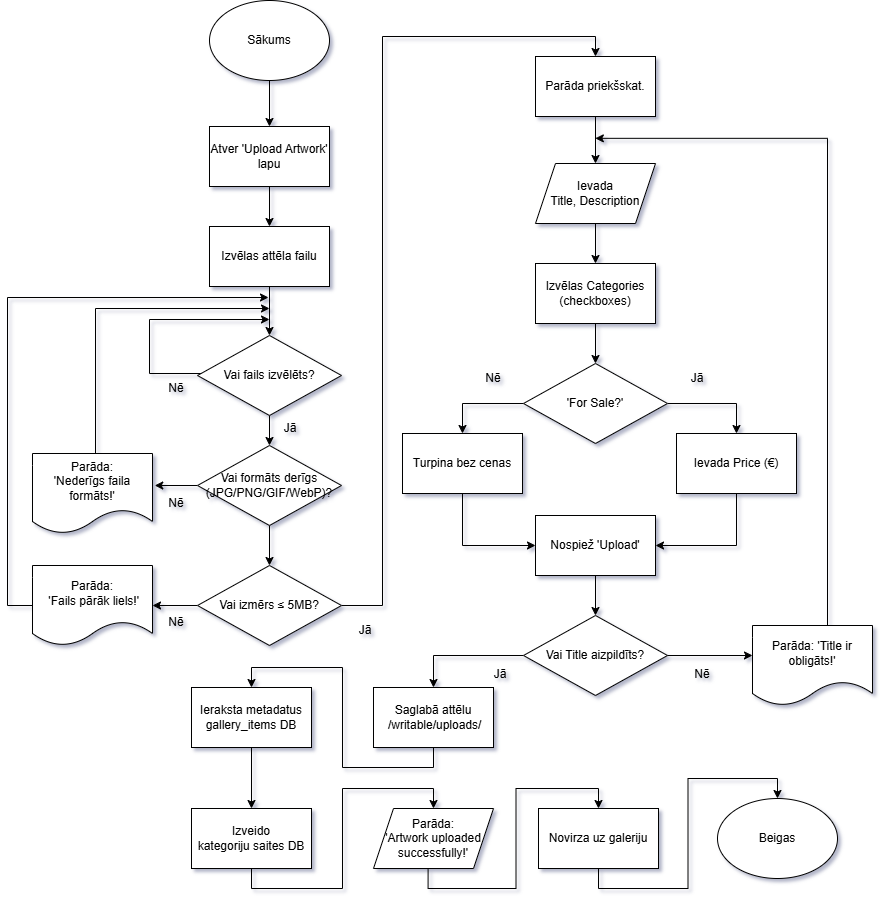 Sākums
Atver 'Upload Artwork'
lapu
Izvēlas attēla failu
Vai fails izvēlēts?
Nē
Jā
Vai formāts derīgs
(JPG/PNG/GIF/WebP)?
Nē
Parāda:
'Nederīgs faila
formāts!'
Vai izmērs ≤ 5MB?
Nē
Jā
Parāda:
'Fails pārāk liels!'
Parāda priekšskat.
Ievada
Title, Description
Izvēlas Categories
(checkboxes)
'For Sale?'
Nē
Jā
Turpina bez cenas
Ievada Price (€)
Nospiež 'Upload'
Vai Title aizpildīts?
Jā
Nē
Parāda: 'Title ir
obligāts!'
Saglabā attēlu
/writable/uploads/
Ieraksta metadatus
gallery_items DB
Izveido
kategoriju saites DB
Parāda:
'Artwork uploaded
successfully!'
Novirza uz galeriju
Beigas